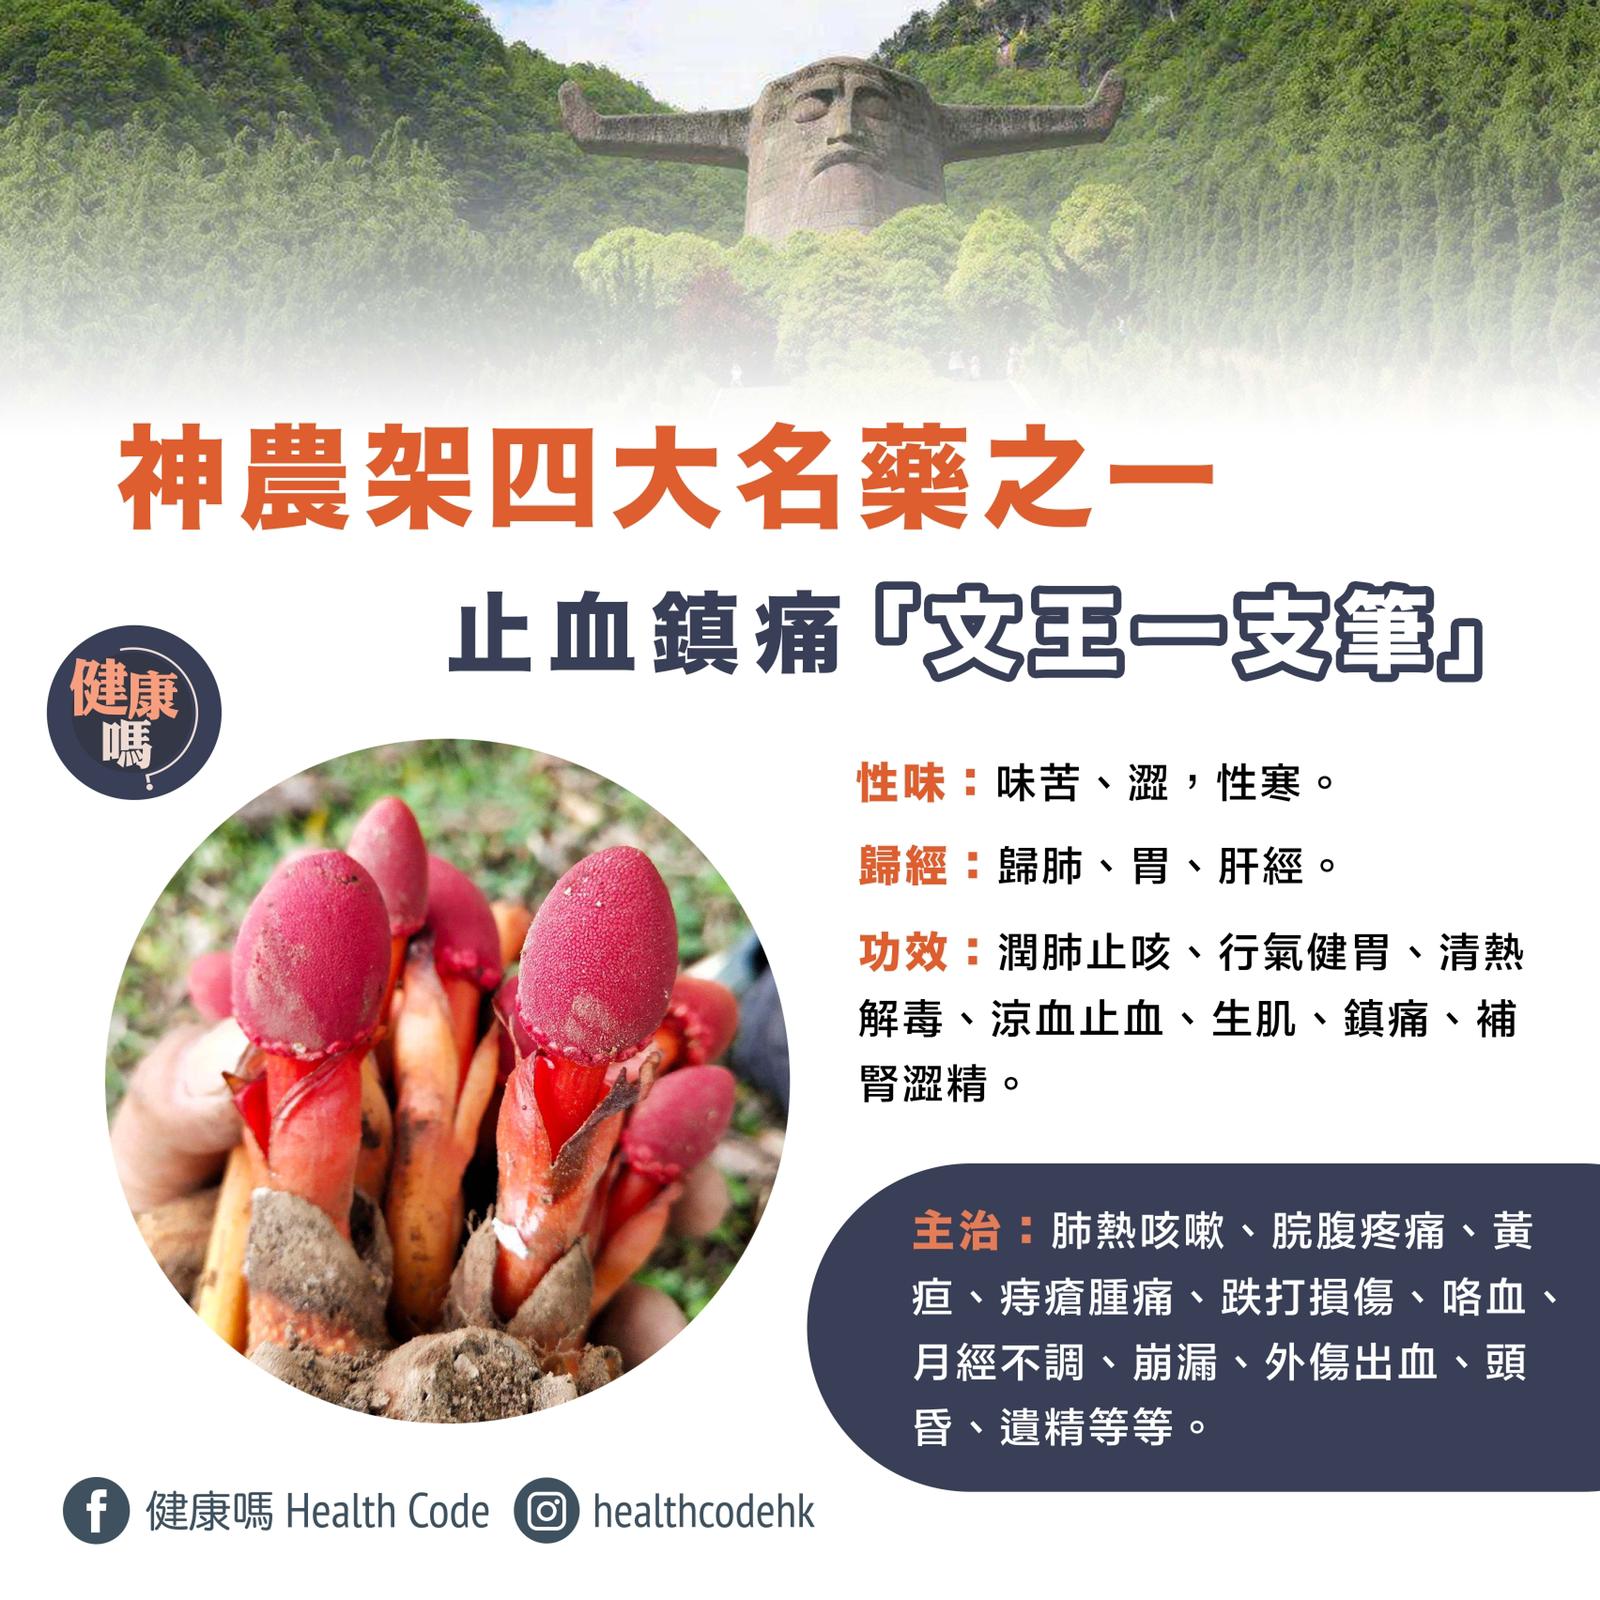 神農架四大名藥之一
止血鎮痛「文王一支筆」
健康
嗎?
性味：味苦、澀，性寒。
歸經：歸肺、胃、肝經。
功效：潤肺止咳、行氣健胃、清熱
解毒、涼血止血、生肌、鎮痛、補
腎澀精。
主治：肺熱咳嗽、脘腹疼痛、黃
疸、痔瘡腫痛、跌打損傷、咯血、
月經不調、崩漏、外傷出血、頭
昏、遺精等等。
健康嗎 Health Code healthcodehk